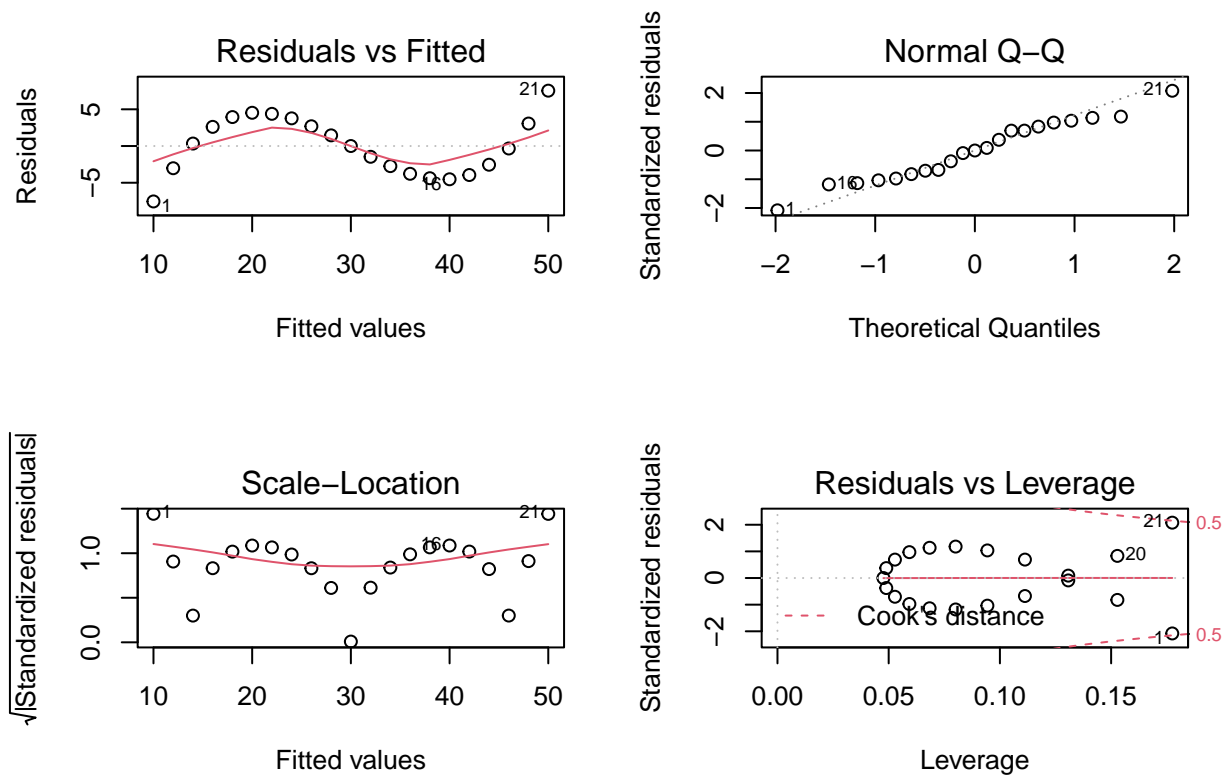 Residuals vs Fitted
Residuals
5
−5
21
16
1
10 20 30 40 50
Fitted values
Normal Q−Q
Standardized residuals
2
0
−2
21
16
1
−2 −1 0 1 2
Theoretical Quantiles
Scale−Location
√|Standardized residuals|
1.0
0.0
1
16
21
10 20 30 40 50
Fitted values
Residuals vs Leverage
Standardized residuals
2
0
−2
21
0.5
20
Cook's distance
1
0.5
0.00 0.05 0.10 0.15
Leverage